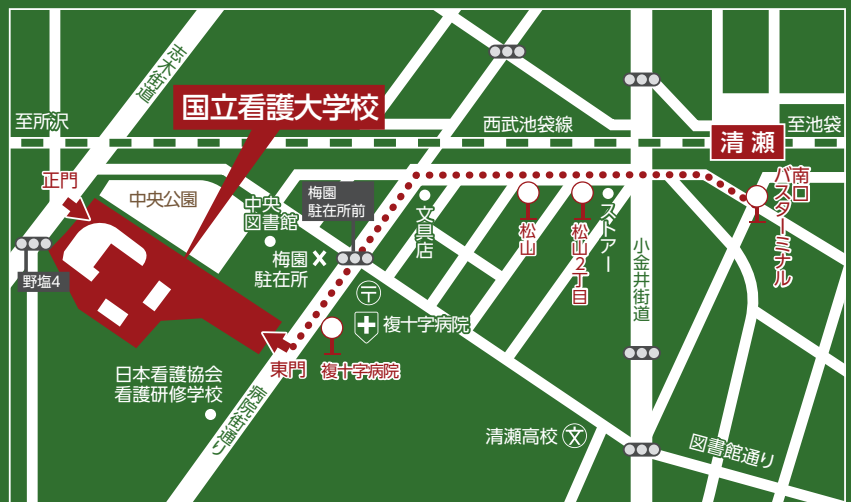 志木街道
国立看護大学校
至所沢
西武池袋線
清瀬
至池袋
正門
中央公園
中央
図書館
梅園
駐在所前
文具店
松山
松山2丁目
ストアー
南口
バスターミナル
小金井街道
梅園
駐在所
野塩4
〒
複十字病院
複十字病院
東門
日本看護協会
看護研修学校
病院街通り
清瀬高校
文
図書館通り